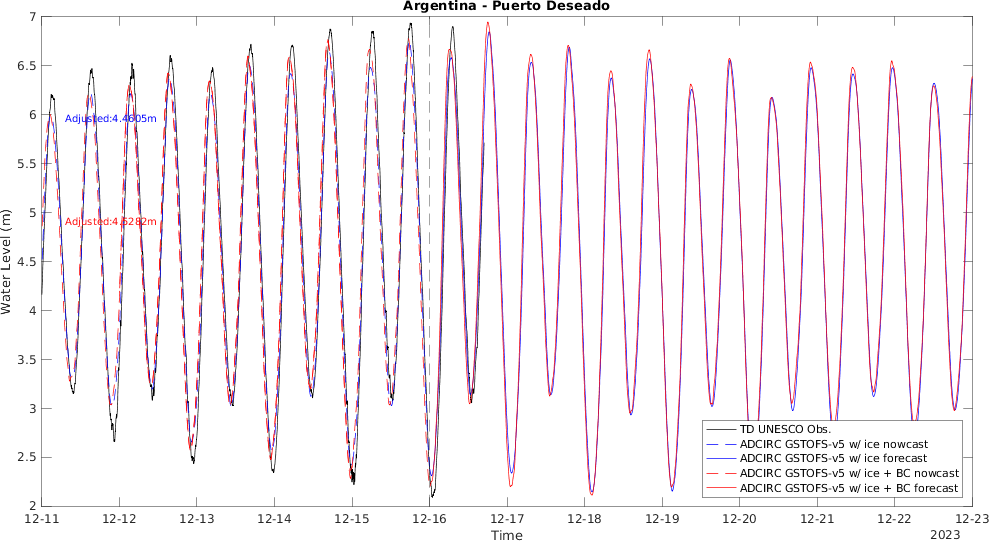 Argentina - Puerto Deseado
7
6.5
6
5.5
5
4.5
4
3.5
3
2.5
2
Water Level (m)
Adjusted:4.4605m
Adjusted:4.6282m
TD UNESCO Obs.
ADCIRC GSTOFS-v5 w/ ice nowcast
ADCIRC GSTOFS-v5 w/ ice forecast
ADCIRC GSTOFS-v5 w/ ice + BC nowcast
ADCIRC GSTOFS-v5 w/ ice + BC forecast
12-11 12-12 12-13 12-14 12-15 12-16 12-17 12-18 12-19 12-20 12-21 12-22 12-23
Time
2023